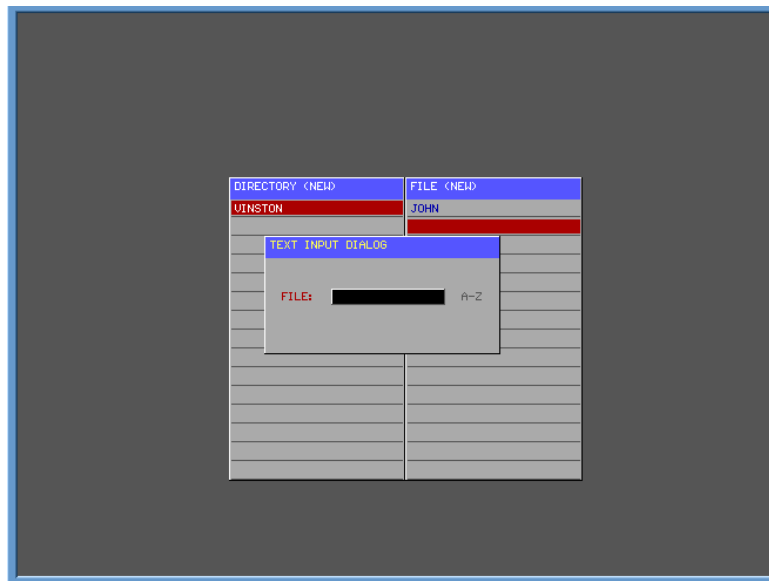 DIRECTORY (NEW) FILE (NEW)
VINSTON JOHN
TEXT INPUT DIALOG
FILE: A-Z